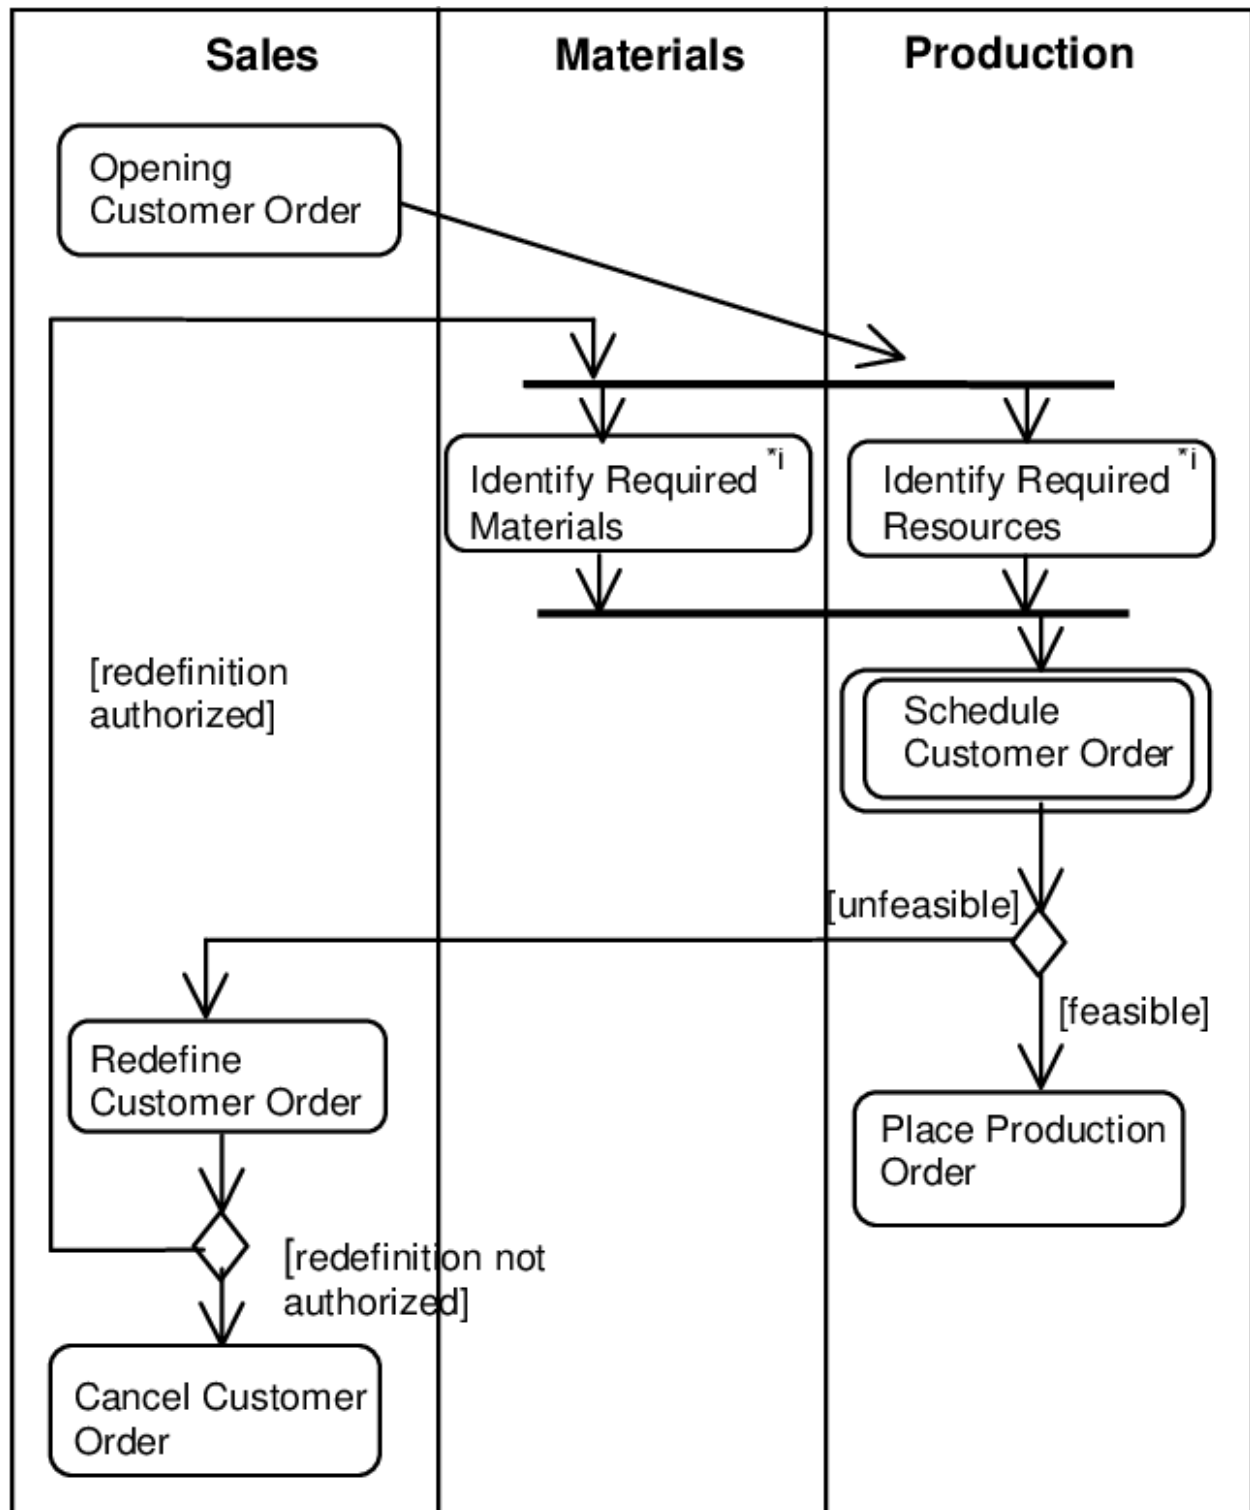 Sales
Materials
Production
Opening
Customer Order
Identify Required *i
Materials
Identify Required *i
Resources
[redefinition
authorized]
Schedule
Customer Order
[unfeasible]
[feasible]
Redefine
Customer Order
Place Production
Order
[redefinition not
authorized]
Cancel Customer
Order